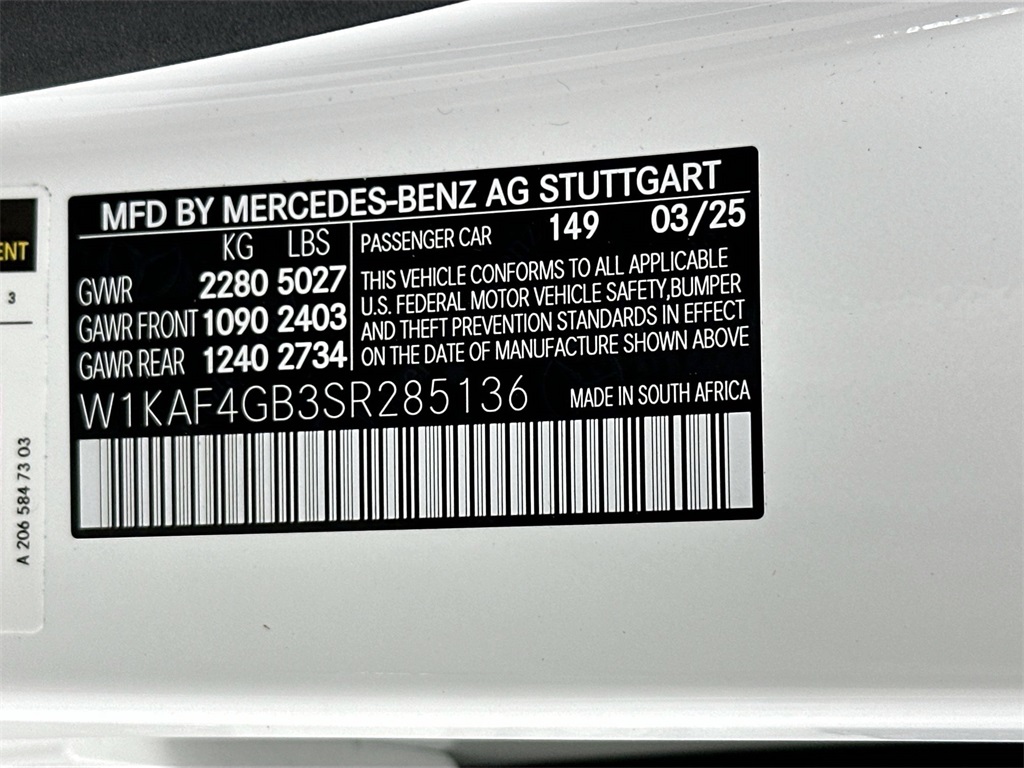 MFD BY MERCEDES-BENZ AG STUTTGART
KG LBS
GVWR 2280 5027
GAWR FRONT 1090 2403
GAWR REAR 1240 2734
PASSENGER CAR 149 03/25
THIS VEHICLE CONFORMS TO ALL APPLICABLE
U.S. FEDERAL MOTOR VEHICLE SAFETY,BUMPER
AND THEFT PREVENTION STANDARDS IN EFFECT
ON THE DATE OF MANUFACTURE SHOWN ABOVE
W1KAF4GB3SR285136 MADE IN SOUTH AFRICA
3
A 206 584 73 03